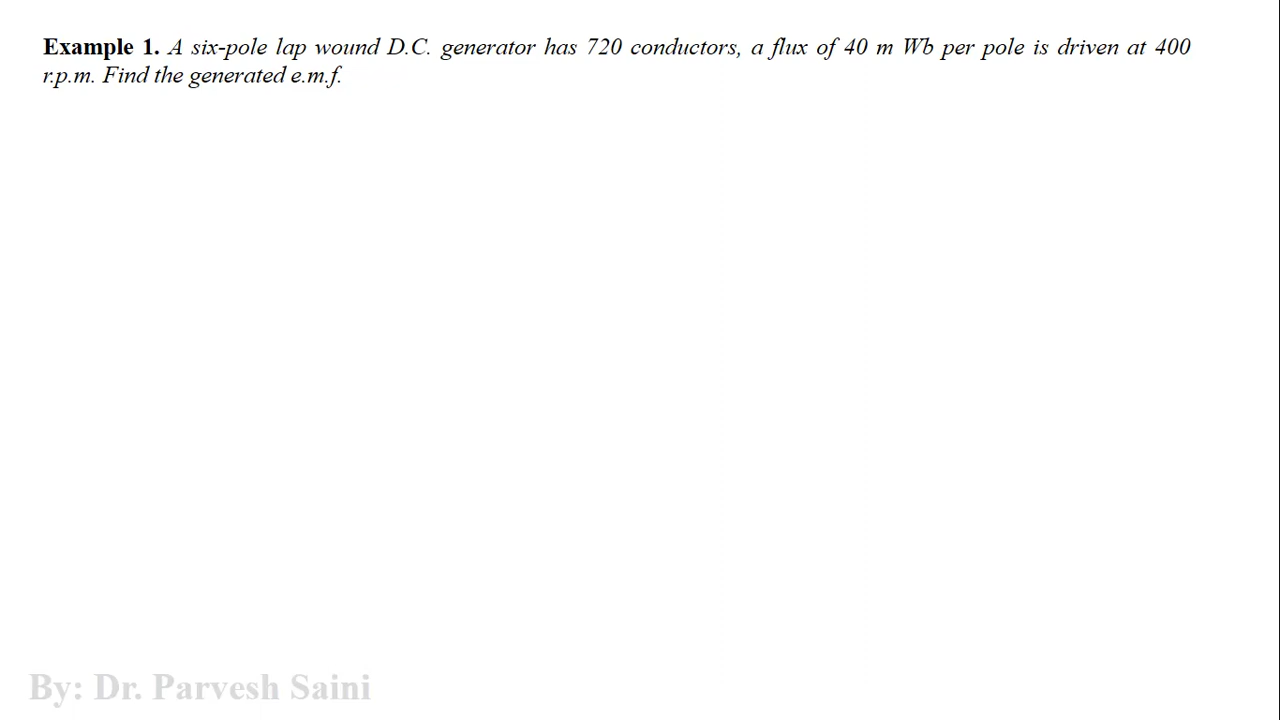 Example 1. A six-pole lap wound D.C. generator has 720 conductors, a flux of 40 m Wb per pole is driven at 400
r.p.m. Find the generated e.m.f.
By: Dr. Parvesh Saini